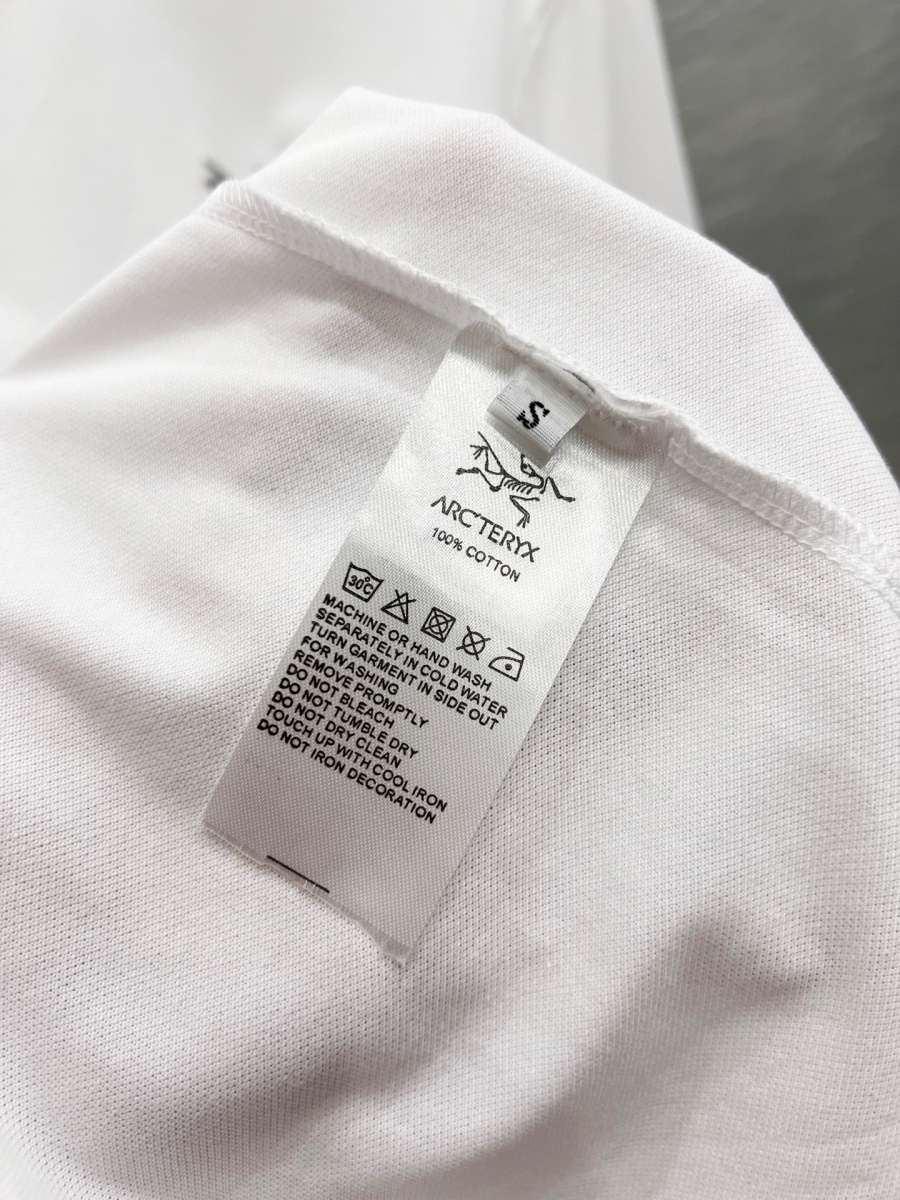 S
ARC'TERYX
100% COTTON
30°C
MACHINE OR HAND WASH
SEPARATELY IN COLD WATER
TURN GARMENT IN SIDE OUT
FOR WASHING
REMOVE PROMPTLY
DO NOT BLEACH
DO NOT TUMBLE DRY
DO NOT DRY CLEAN
TOUCH UP WITH COOL IRON
DO NOT IRON DECORATION